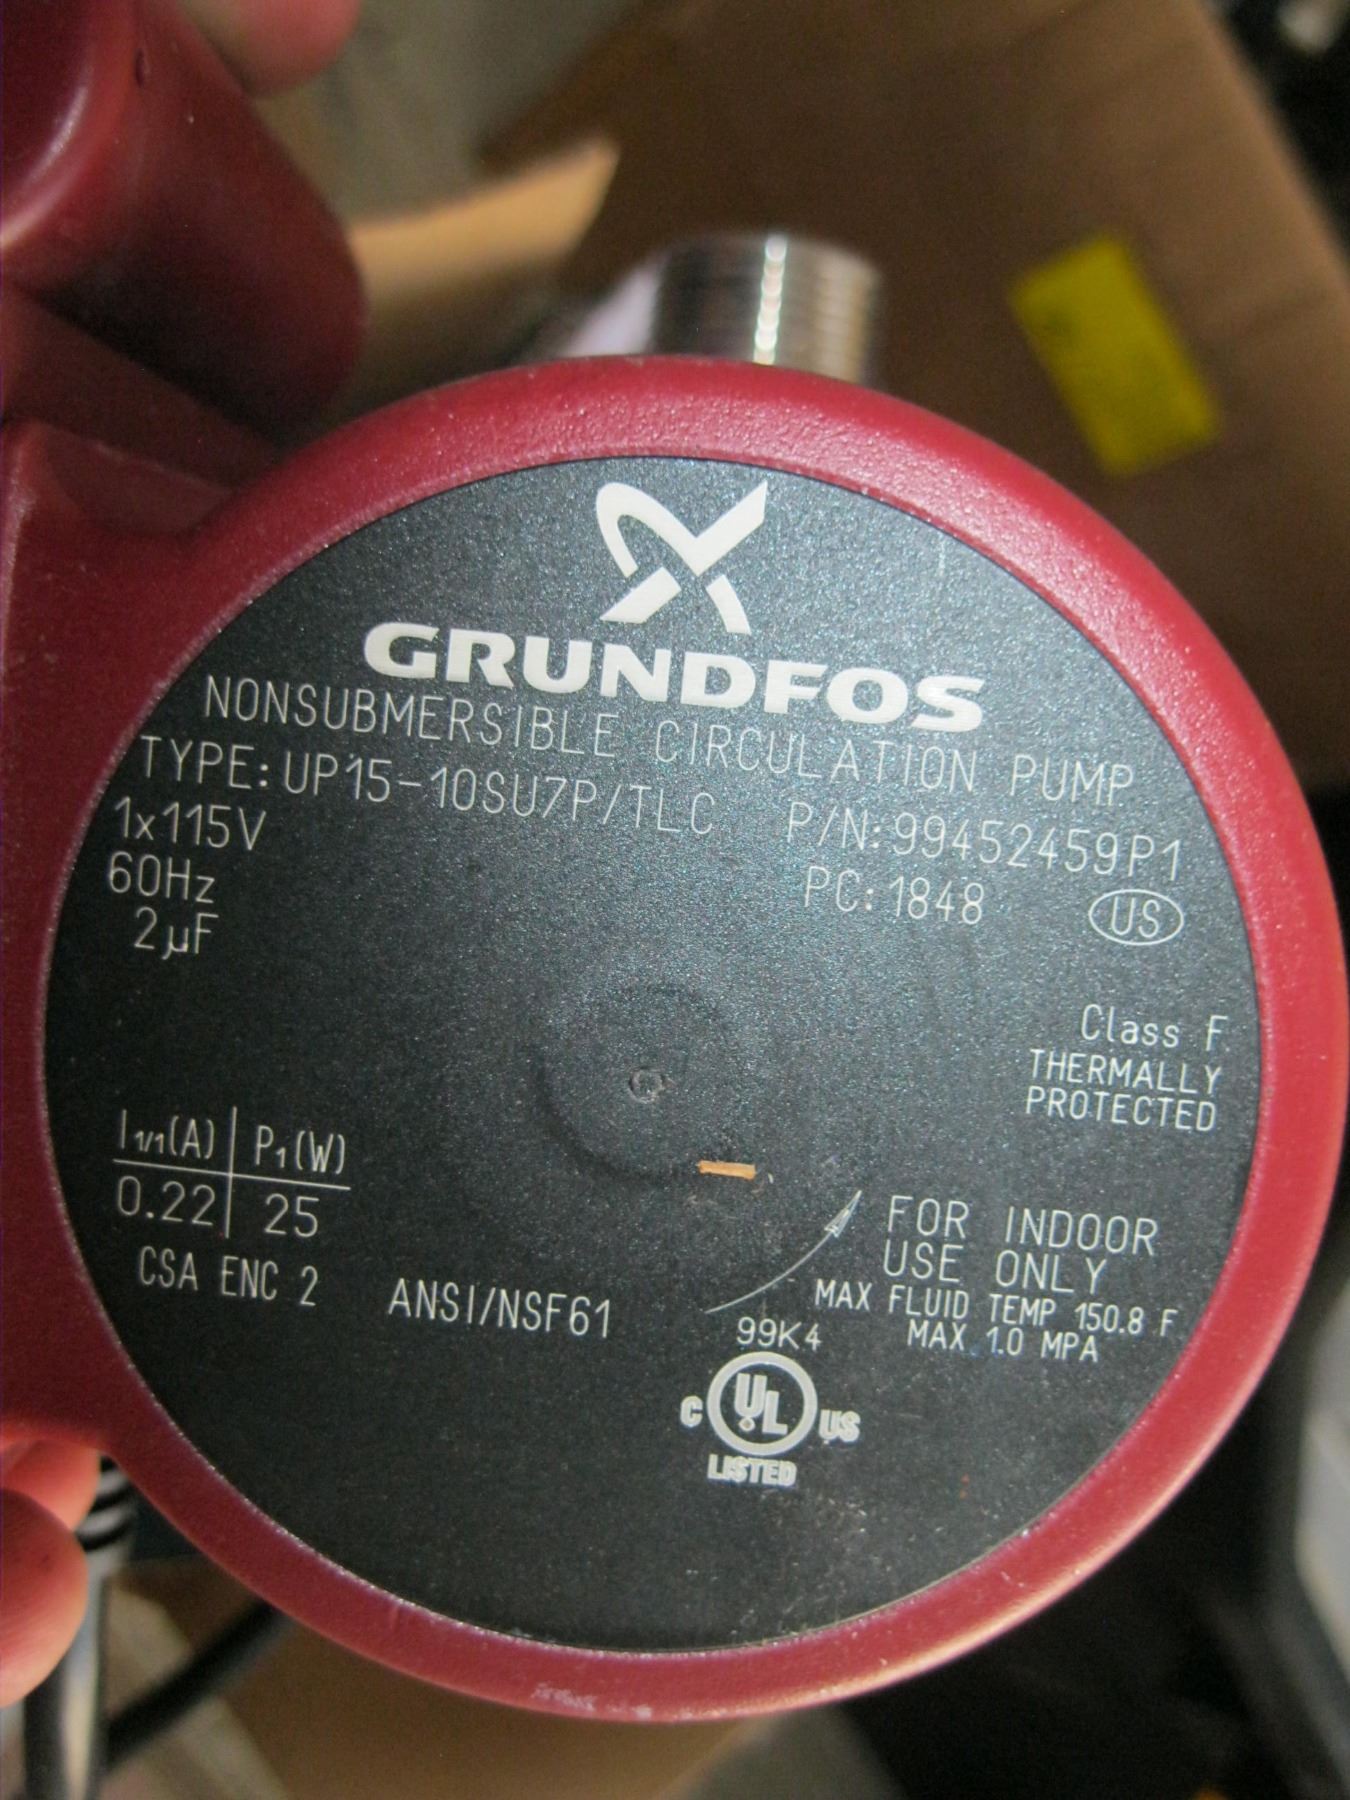 GRUNDFOS
NONSUBMERSIBLE CIRCULATION PUMP
TYPE: UP15-10SU7P/TLC P/N: 99452459P1
1x115V
PC: 1848
US
60Hz
2µF
Class F
THERMALLY
PROTECTED
I1/1(A) P1(W)
0.22 25
CSA ENC 2
ANSI/NSF61
FOR INDOOR
USE ONLY
MAX FLUID TEMP 150.8 F
MAX 1.0 MPA
99K4
C UL US
LISTED